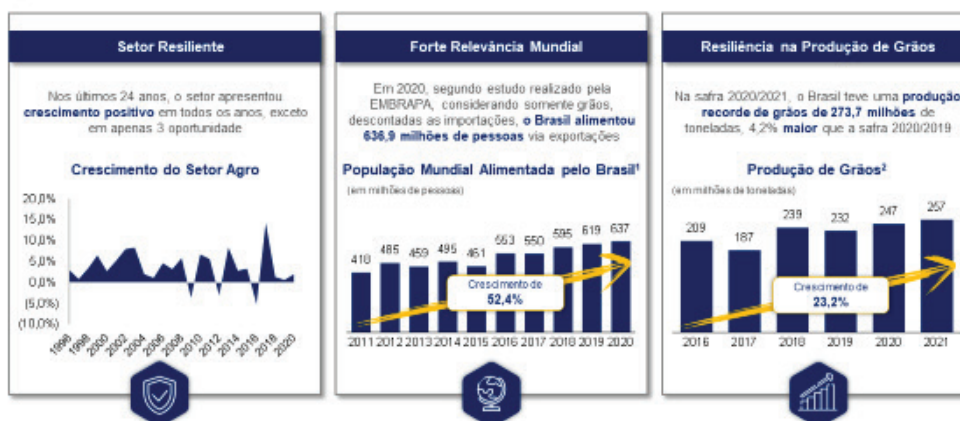 Setor Resiliente
Nos últimos 24 anos, o setor apresentou
crescimento positivo em todos os anos, exceto
em apenas 3 oportunidade
Crescimento do Setor Agro
20,0%
15,0%
10,0%
5,0%
0,0%
(5,0%)
(10,0%)
1996
1998
2000
2002
2004
2006
2008
2010
2012
2014
2016
2018
2020
Forte Relevância Mundial
Em 2020, segundo estudo realizado pela
EMBRAPA, considerando somente grãos,
descontadas as importações, o Brasil alimentou
636,9 milhões de pessoas via exportações
População Mundial Alimentada pelo Brasil¹
(em milhões de pessoas)
418 485 459 495 461 553 550 595 619 637
Crescimento de
52,4%
2011 2012 2013 2014 2015 2016 2017 2018 2019 2020
Resiliência na Produção de Grãos
Na safra 2020/2021, o Brasil teve uma produção
recorde de grãos de 273,7 milhões de
toneladas, 4,2% maior que a safra 2020/2019
Produção de Grãos²
(em milhões de toneladas)
209 187 239 232 247 257
Crescimento de
23,2%
2016 2017 2018 2019 2020 2021